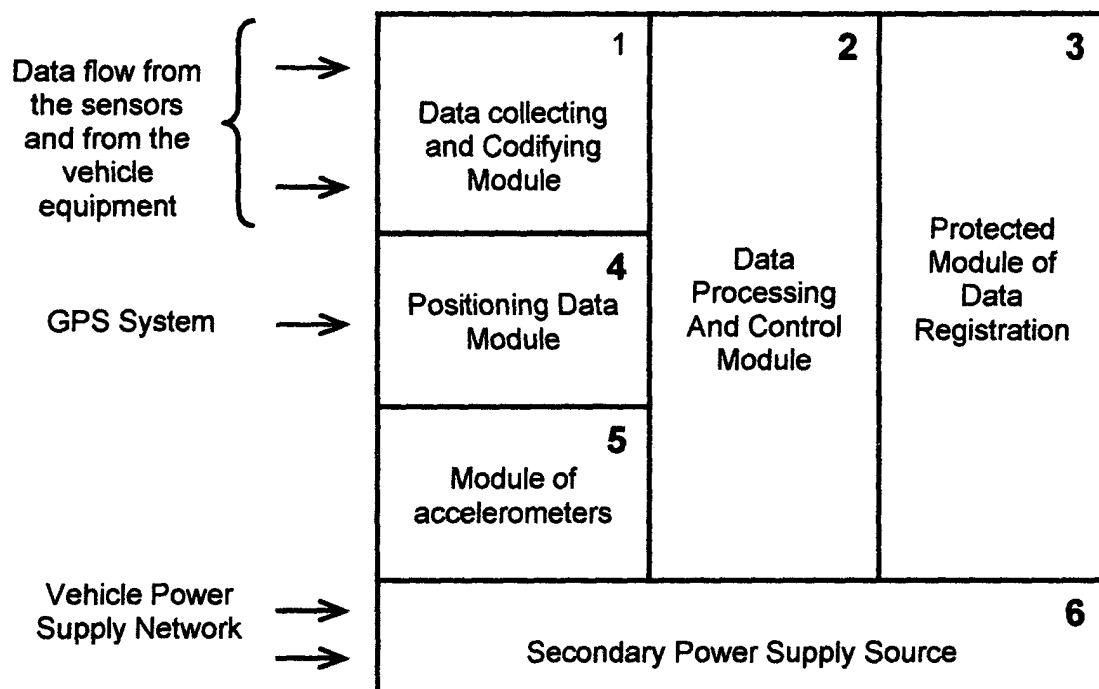 Data flow from
the sensors
and from the
vehicle
equipment
1
Data collecting
and Codifying
Module
2
Data
Processing
And Control
Module
3
Protected
Module of
Data
Registration
GPS System
4
Positioning Data
Module
5
Module of
accelerometers
Vehicle Power
Supply Network
6
Secondary Power Supply Source